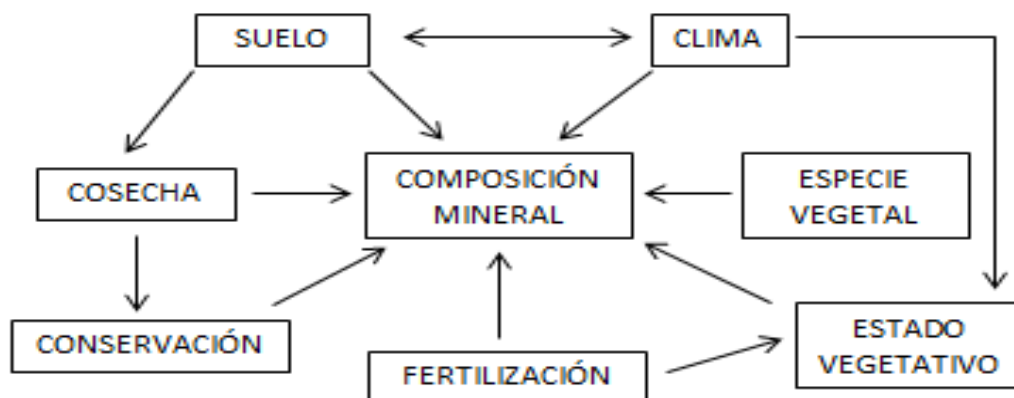 SUELO
CLIMA
COSECHA
COMPOSICIÓN
MINERAL
ESPECIE
VEGETAL
CONSERVACIÓN
FERTILIZACIÓN
ESTADO
VEGETATIVO